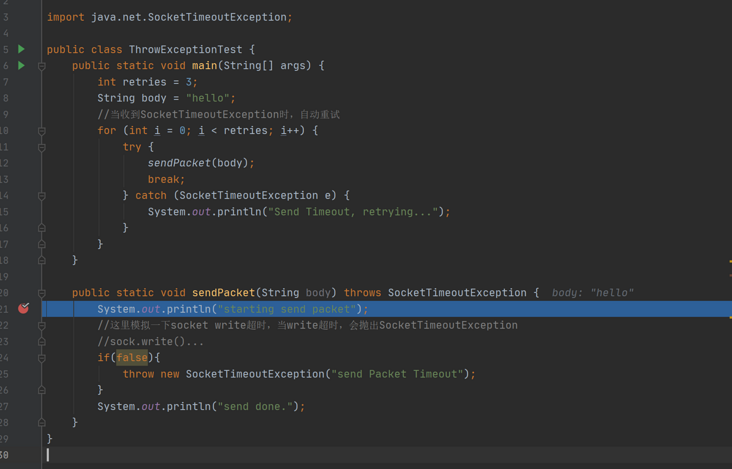 2
3 import java.net.SocketTimeoutException;
4
5 public class ThrowExceptionTest {
6 public static void main(String[] args) {
7 int retries = 3;
8 String body = "hello";
9 //当收到SocketTimeoutException时，自动重试
10 for (int i = 0; i < retries; i++) {
11 try {
12 sendPacket(body);
13 break;
14 } catch (SocketTimeoutException e) {
15 System.out.println("Send Timeout, retrying...");
16 }
17 }
18 }
19
20 public static void sendPacket(String body) throws SocketTimeoutException { body: "hello"
21 System.out.println("starting send packet");
22 //这里模拟一下socket write超时，当write超时，会抛出SocketTimeoutException
23 //sock.write()...
24 if(false){
25 throw new SocketTimeoutException("send Packet Timeout");
26 }
27 System.out.println("send done.");
28 }
29 }
30